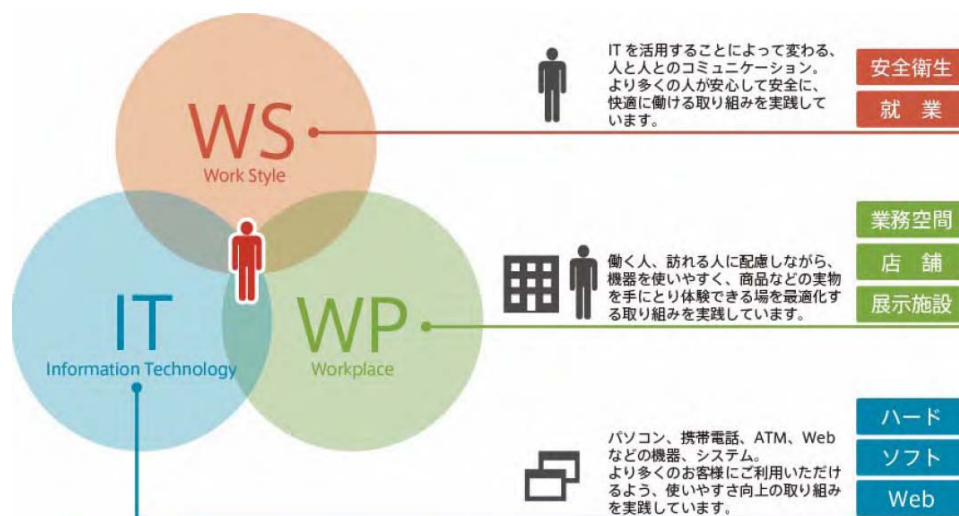 WS
Work Style
IT
Information Technology
WP
Workplace
IT を活用することによって変わる、
人と人とのコミュニケーション。
より多くの人が安心して安全に、
快適に働ける取り組みを実践して
います。
安全衛生
就 業
働く人、訪れる人に配慮しながら、
機器を使いやすく、商品などの実物
を手にとり体験できる場を最適化す
る取り組みを実践しています。
業務空間
店 舗
展示施設
パソコン、携帯電話、ATM、Web
などの機器、システム。
より多くのお客様にご利用いただけ
るよう、使いやすさ向上の取り組み
を実践しています。
ハード
ソフト
Web